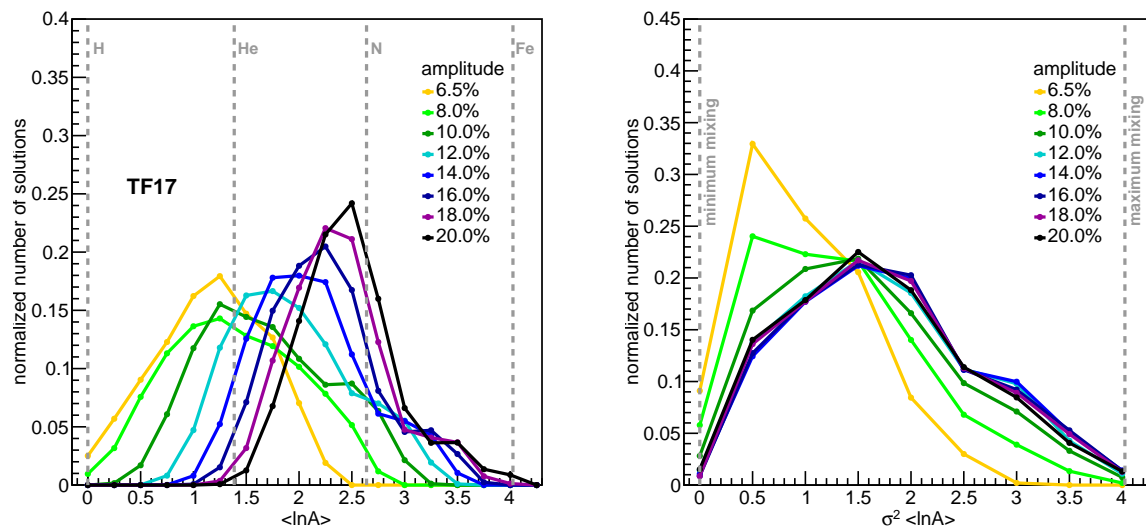 0.4
0.35
0.3
0.25
0.2
0.15
0.1
0.05
0
normalized number of solutions
H
He
N
Fe
TF17
amplitude
6.5%
8.0%
10.0%
12.0%
14.0%
16.0%
18.0%
20.0%
0 0.5 1 1.5 2 2.5 3 3.5 4
<lnA>
0.45
0.4
0.35
0.3
0.25
0.2
0.15
0.1
0.05
0
normalized number of solutions
minimum mixing
maximum mixing
amplitude
6.5%
8.0%
10.0%
12.0%
14.0%
16.0%
18.0%
20.0%
0 0.5 1 1.5 2 2.5 3 3.5 4
σ² <lnA>